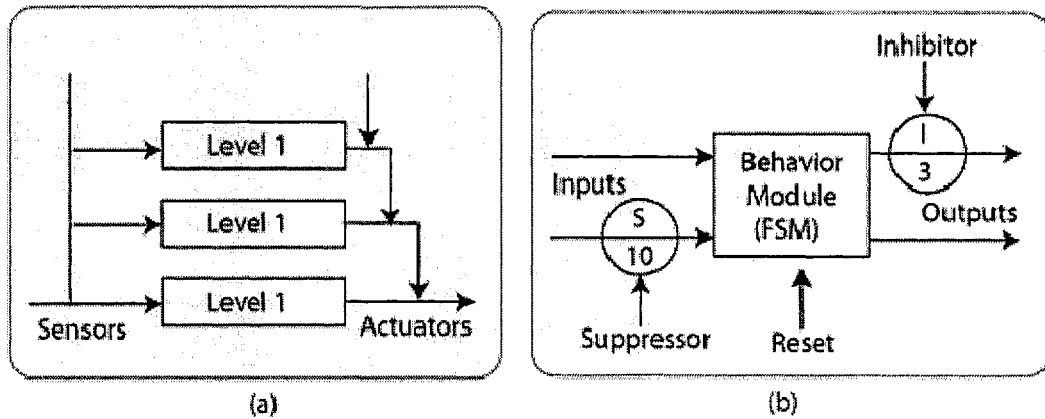 Level 1
Level 1
Level 1
Sensors
Actuators
(a)
Inhibitor
I
3
Behavior
Module
(FSM)
Inputs
Outputs
S
10
Suppressor
Reset
(b)